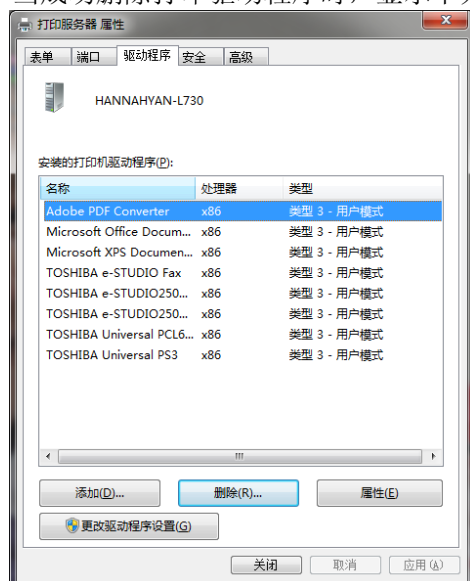 打印服务器 属性
表单 端口 驱动程序 安全 高级
HANNAHYAN-L730
安装的打印机驱动程序(P):
名称 处理器 类型
Adobe PDF Converter x86 类型 3 - 用户模式
Microsoft Office Docum... x86 类型 3 - 用户模式
Microsoft XPS Documen... x86 类型 3 - 用户模式
TOSHIBA e-STUDIO Fax x86 类型 3 - 用户模式
TOSHIBA e-STUDIO250... x86 类型 3 - 用户模式
TOSHIBA e-STUDIO250... x86 类型 3 - 用户模式
TOSHIBA Universal PCL6... x86 类型 3 - 用户模式
TOSHIBA Universal PS3 x86 类型 3 - 用户模式
添加(D)... 删除(R)... 属性(E)
更改驱动程序设置(G)
关闭 取消 应用(A)